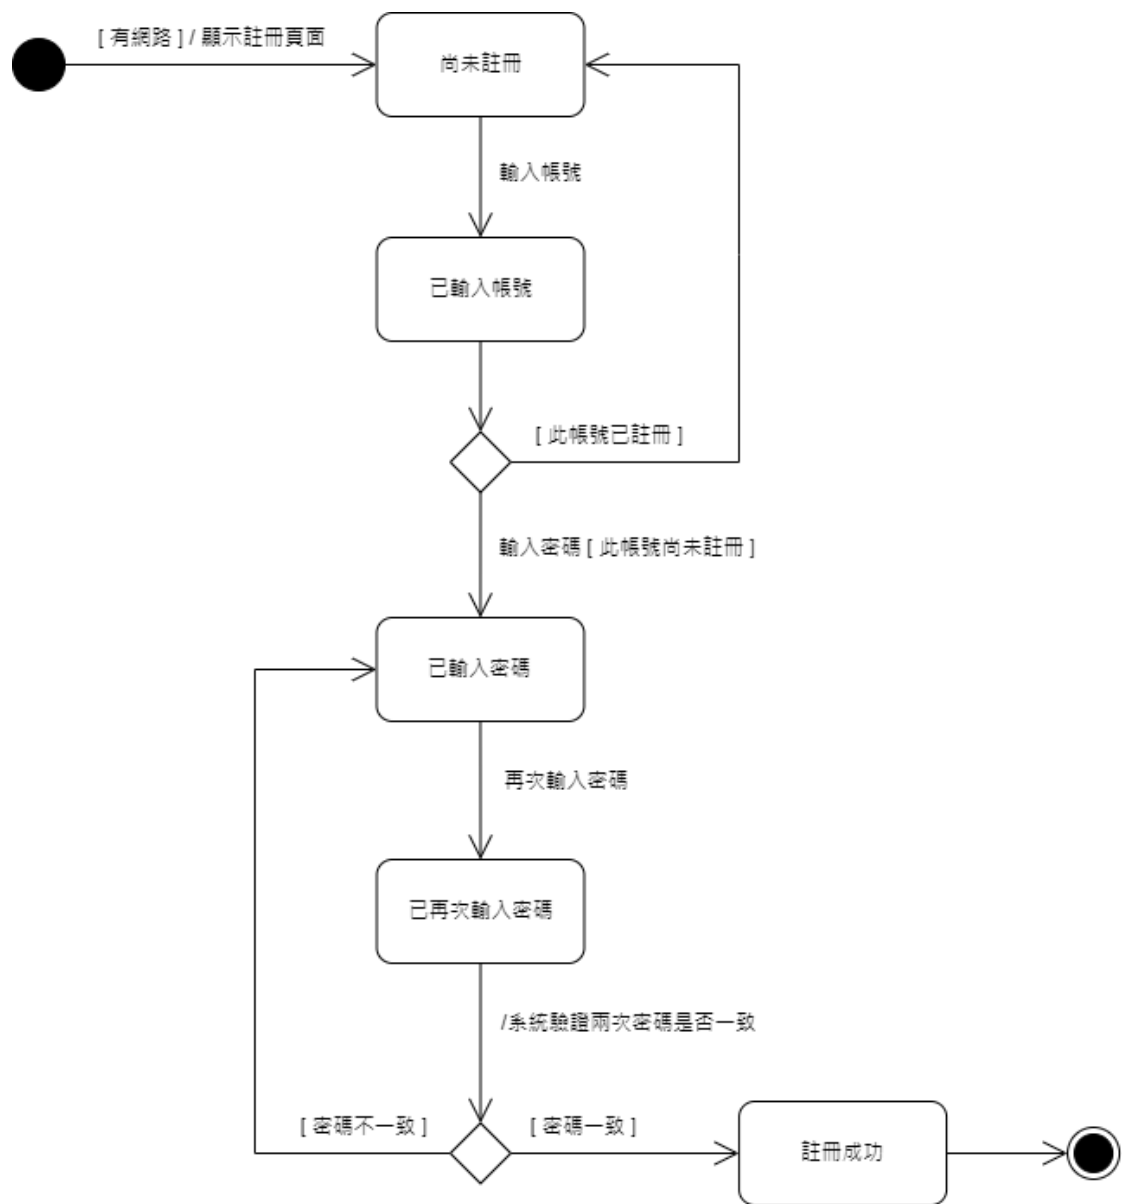 [ 有網路 ] / 顯示註冊頁面
尚未註冊
輸入帳號
已輸入帳號
[ 此帳號已註冊 ]
輸入密碼 [ 此帳號尚未註冊 ]
已輸入密碼
再次輸入密碼
已再次輸入密碼
/系統驗證兩次密碼是否一致
[ 密碼不一致 ]
[ 密碼一致 ]
註冊成功